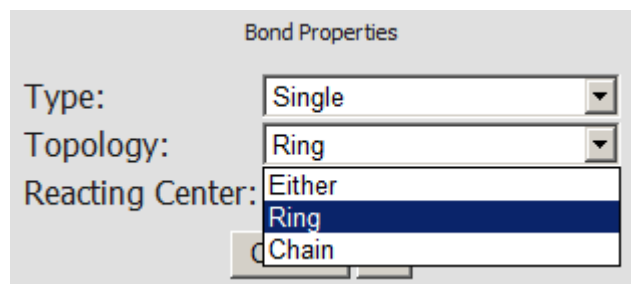 Bond Properties
Type: Single
Topology: Ring
Reacting Center: Either
Ring
Chain